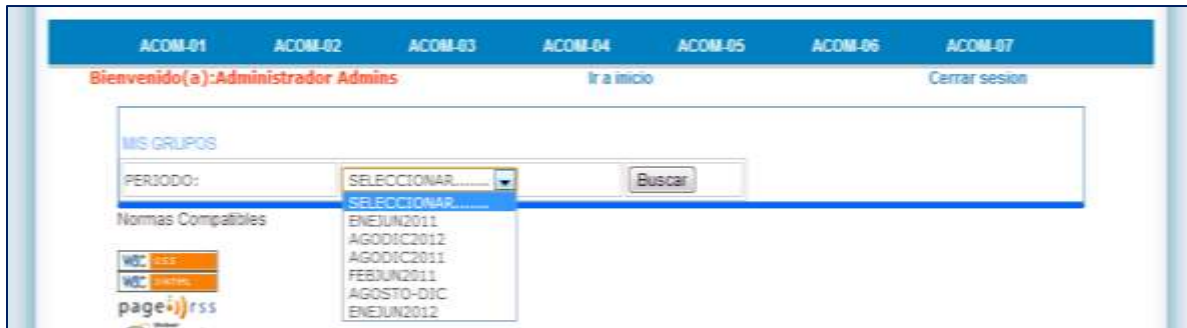 ACOM-01 ACOM-02 ACOM-03 ACOM-04 ACOM-05 ACOM-06 ACOM-07
Bienvenido(a):Administrador Admins Ir a inicio Cerrar sesion
MIS GRUPOS
PERIODO: SELECCIONAR....... Buscar
SELECCIONAR.......
ENEJUN2011
AGODIC2012
AGODIC2011
FEBJUN2011
AGOSTO-DIC
ENEJUN2012
Normas Compatibles
W3C CSS
W3C
page rss